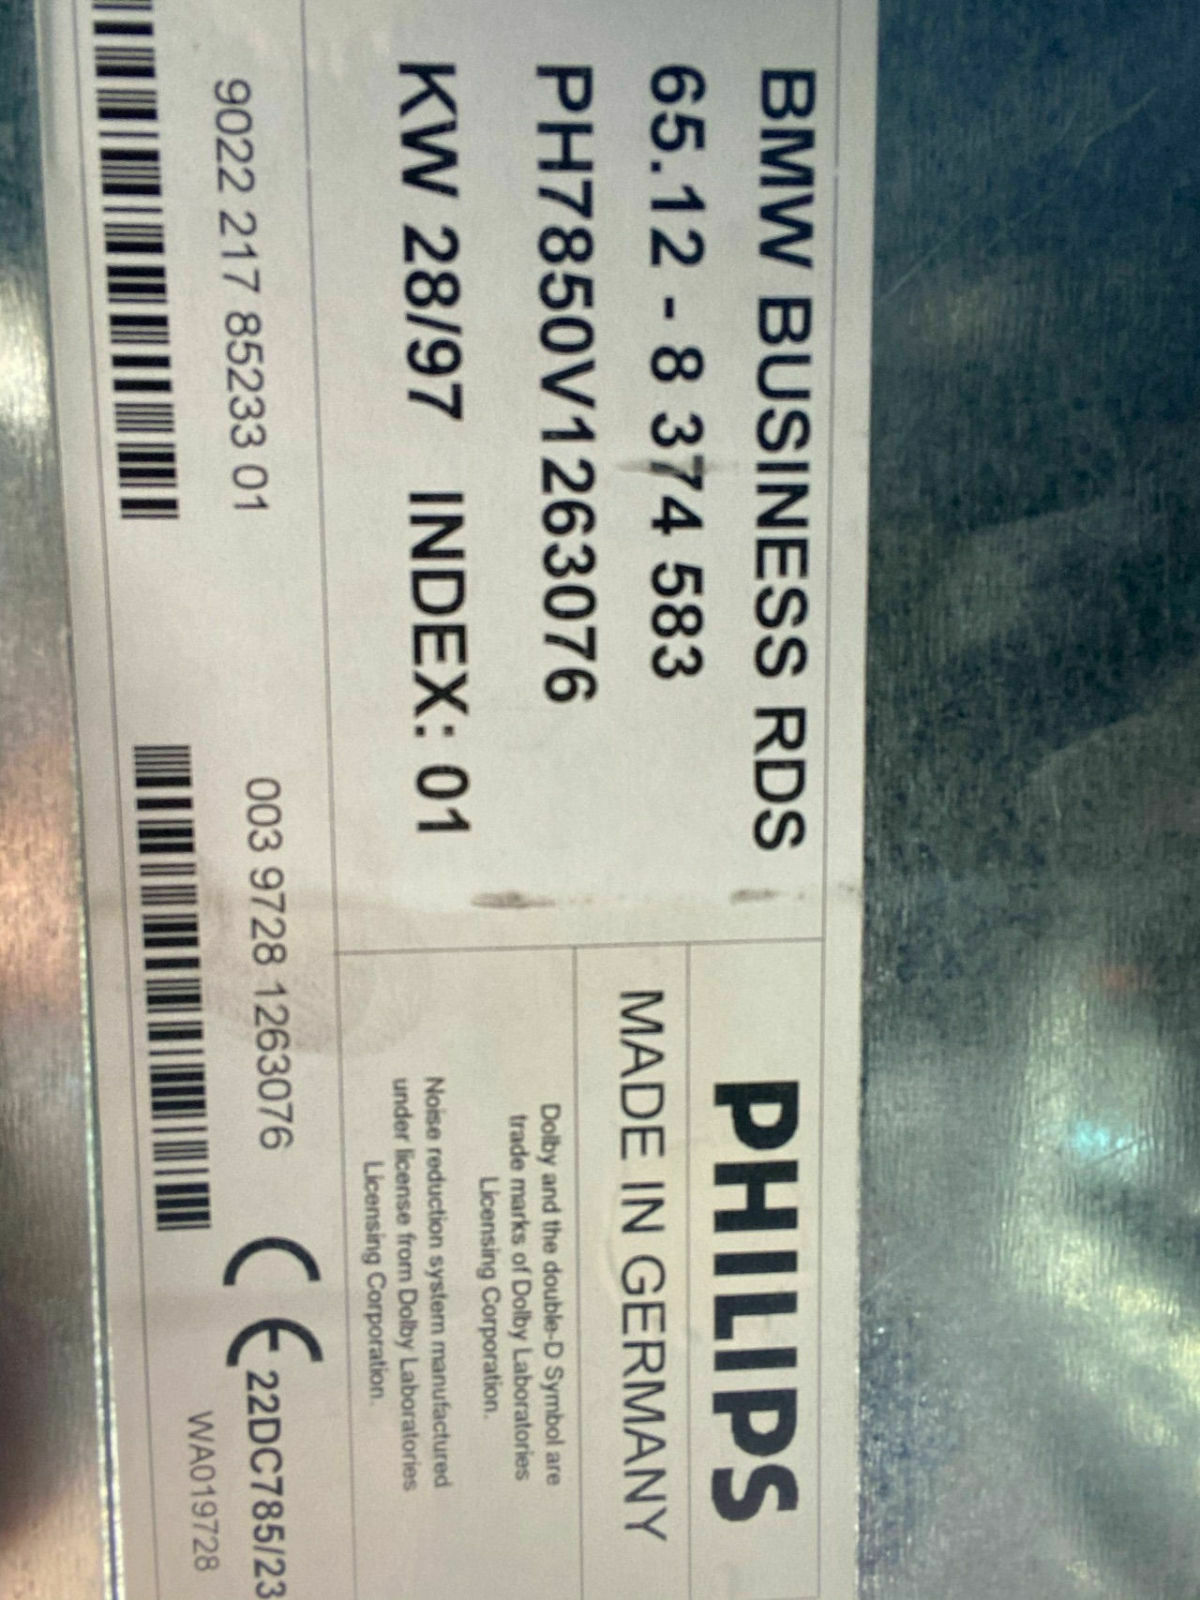 BMW BUSINESS RDS
65.12 - 8 374 583
PH7850V1263076
KW 28/97 INDEX: 01
PHILIPS
MADE IN GERMANY
Dolby and the double-D Symbol are
trade marks of Dolby Laboratories
Licensing Corporation.
Noise reduction system manufactured
under license from Dolby Laboratories
Licensing Corporation.
9022 217 85233 01
003 9728 1263076
CE 22DC785/23
WA019728